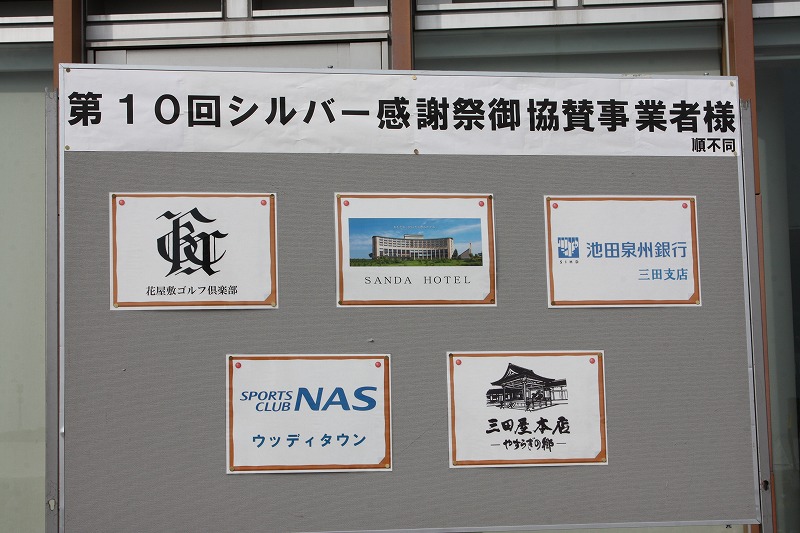 第１０回シルバー感謝祭御協賛事業者様
順不同
花屋敷ゴルフ倶楽部
SANDA HOTEL
池田泉州銀行
三田支店
SPORTS CLUB NAS
ウッディタウン
三田屋本店
－やすらぎの郷－